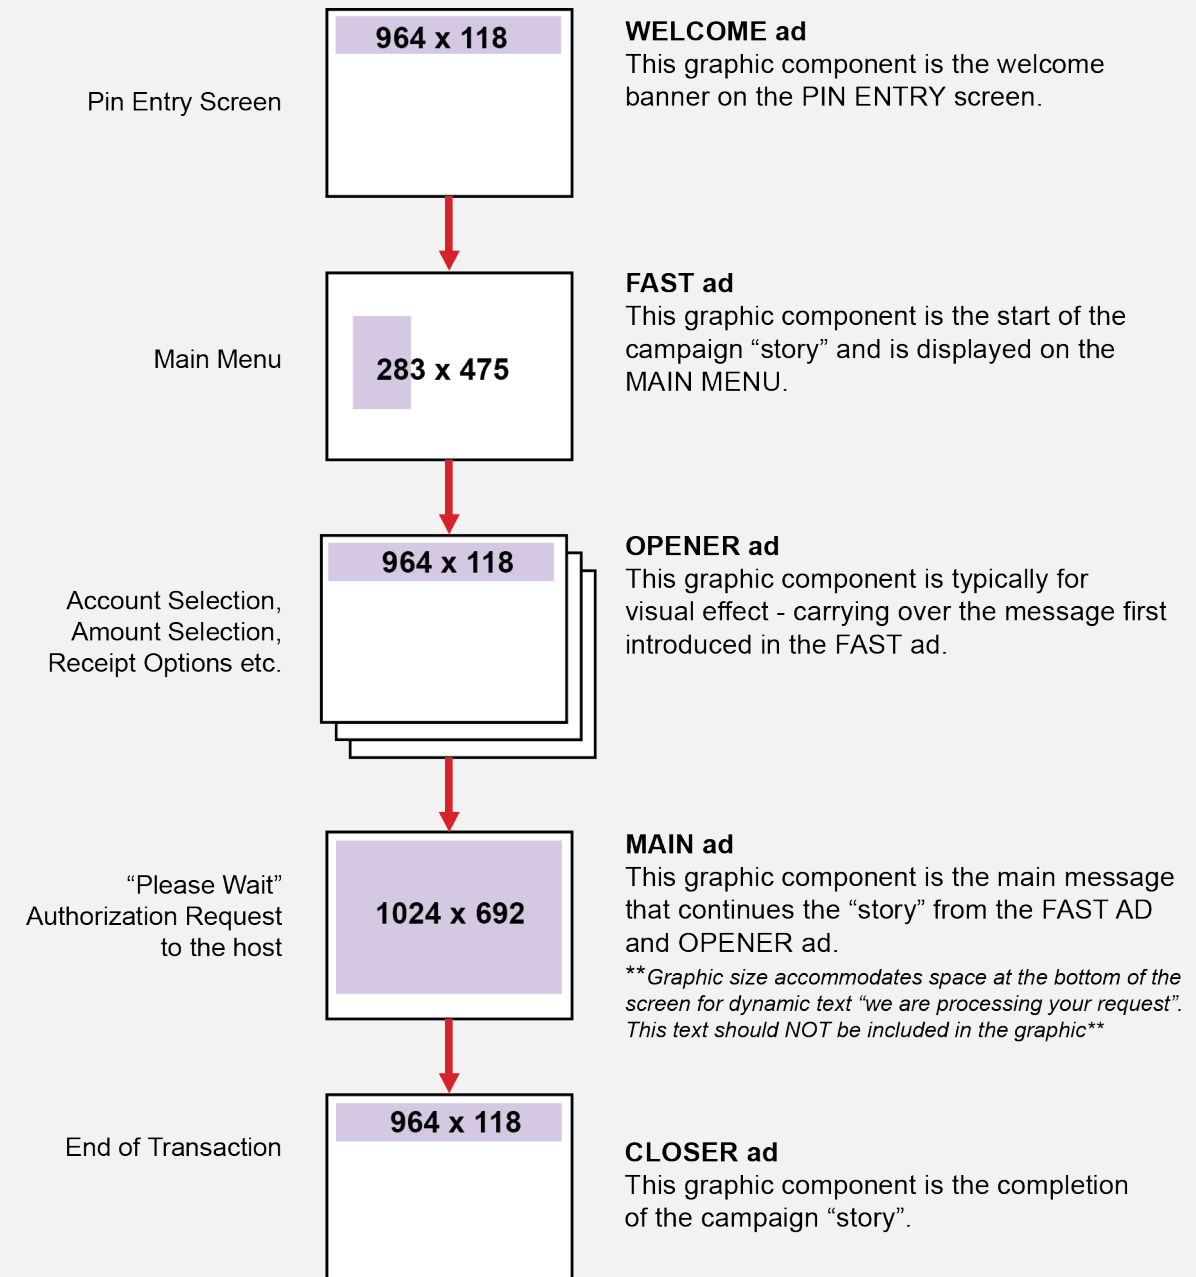 964 x 118
Pin Entry Screen
WELCOME ad
This graphic component is the welcome
banner on the PIN ENTRY screen.
283 x 475
Main Menu
FAST ad
This graphic component is the start of the
campaign “story” and is displayed on the
MAIN MENU.
964 x 118
Account Selection,
Amount Selection,
Receipt Options etc.
OPENER ad
This graphic component is typically for
visual effect - carrying over the message first
introduced in the FAST ad.
1024 x 692
“Please Wait”
Authorization Request
to the host
MAIN ad
This graphic component is the main message
that continues the “story” from the FAST AD
and OPENER ad.
**Graphic size accommodates space at the bottom of the
screen for dynamic text “we are processing your request”.
This text should NOT be included in the graphic**
964 x 118
End of Transaction
CLOSER ad
This graphic component is the completion
of the campaign “story”.